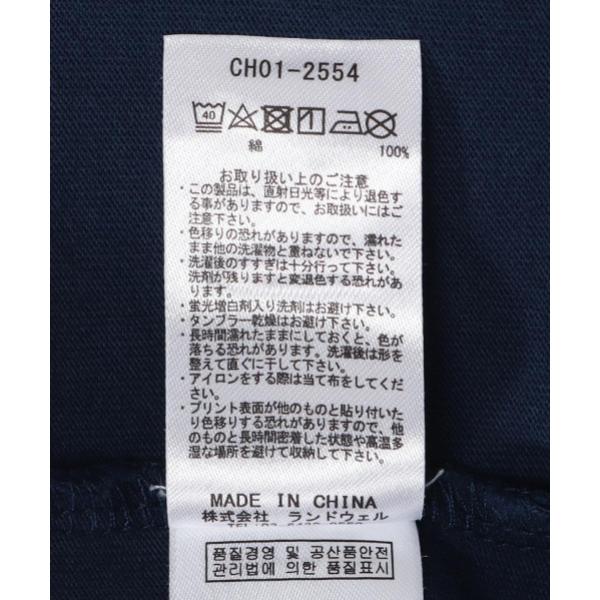 CH01-2554
40
綿 100%
お取り扱い上のご注意
・この製品は、直射日光等により退色す
る事がありますので、お取扱いにはご
注意下さい。
・色移りの恐れがありますので、濡れた
まま他の洗濯物と重ねないで下さい。
・洗濯後のすすぎは十分行って下さい。
洗剤が残りますと変退色する恐れがあ
ります。
・蛍光増白剤入り洗剤はお避け下さい。
・タンブラー乾燥はお避け下さい。
・長時間濡れたままにしておくと、色が
落ちる恐れがあります。洗濯後は形を
整えて直ぐに干して下さい。
・アイロンをする際は当て布をしてくだ
さい。
・プリント表面が他のものと貼り付いた
り色移りする恐れがありますので、他
のものと長時間密着した状態や高温多
湿な場所を避けて収納して下さい。
MADE IN CHINA
株式会社 ランドウェル
품질경영 및 공산품안전
관리법에 의한 품질표시